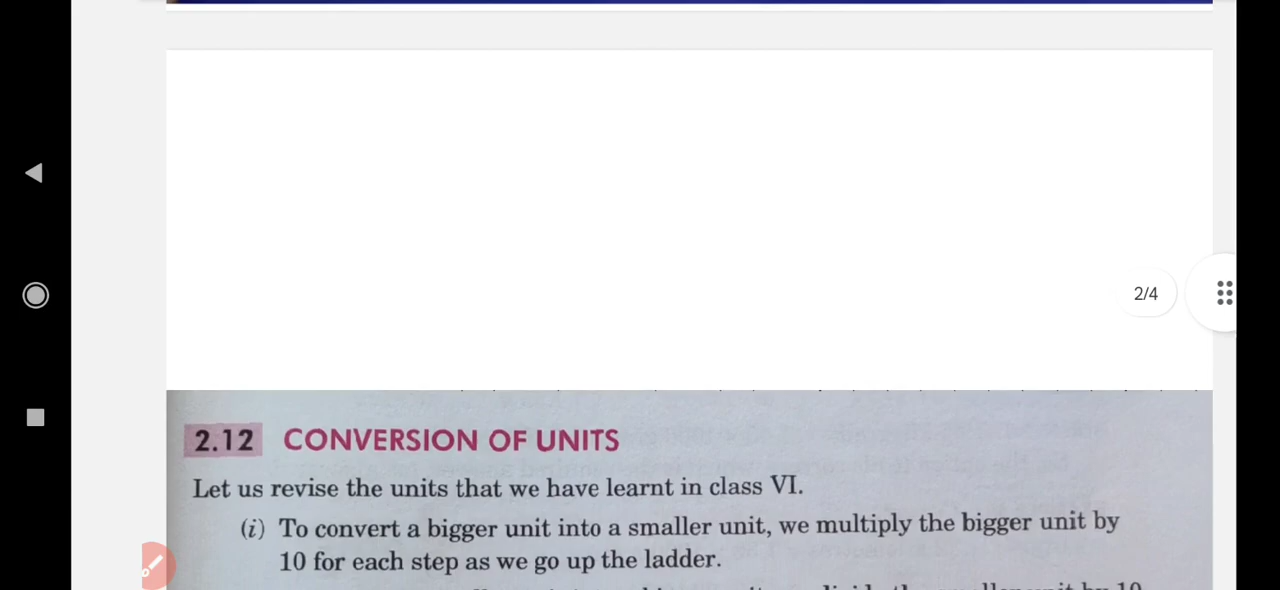 2/4
2.12 CONVERSION OF UNITS
Let us revise the units that we have learnt in class VI.
(i) To convert a bigger unit into a smaller unit, we multiply the bigger unit by
10 for each step as we go up the ladder.